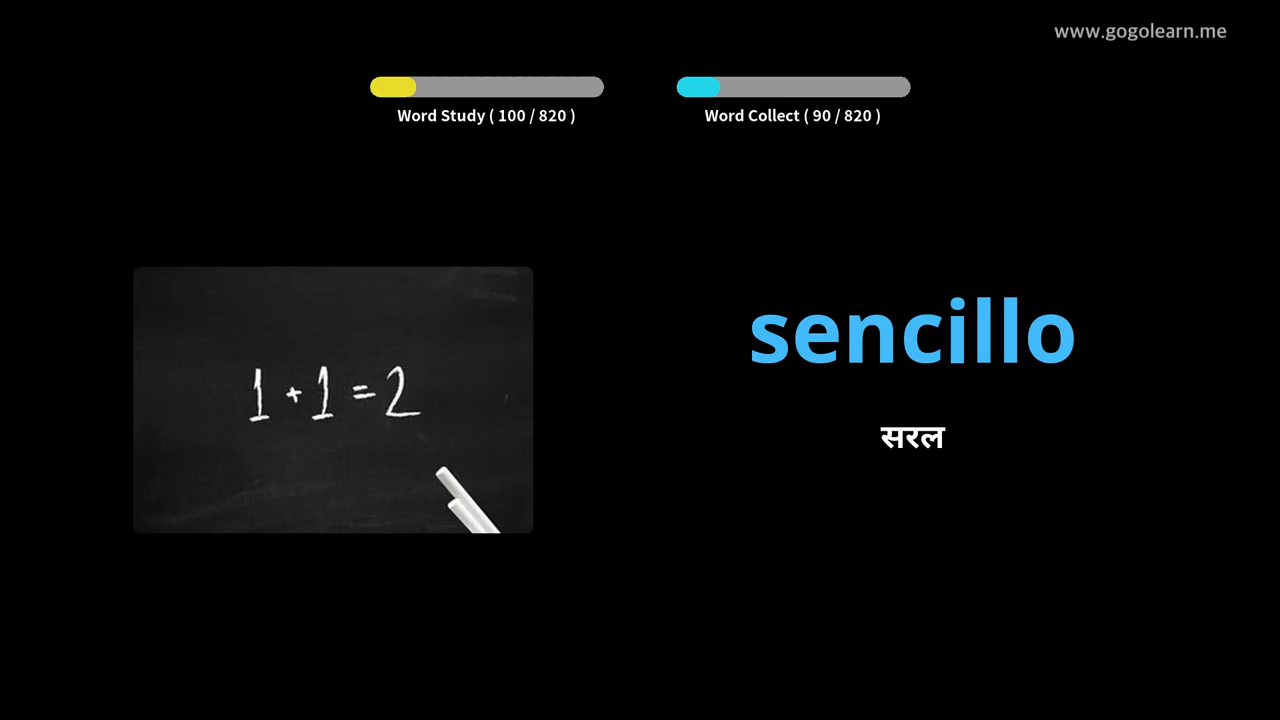 www.gogolearn.me
Word Study ( 100 / 820 )
Word Collect ( 90 / 820 )
1 + 1 = 2
sencillo
सरल